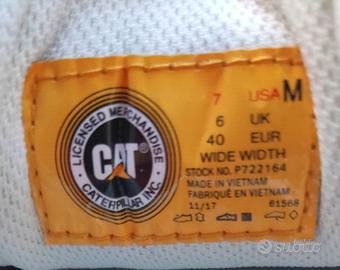 LICENSED MERCHANDISE
CAT®
CATERPILLAR INC.
7 USA M
6 UK
40 EUR
WIDE WIDTH
STOCK NO. P722164
MADE IN VIETNAM
FABRIQUÉ EN VIETNAM
11/17 61568
subito